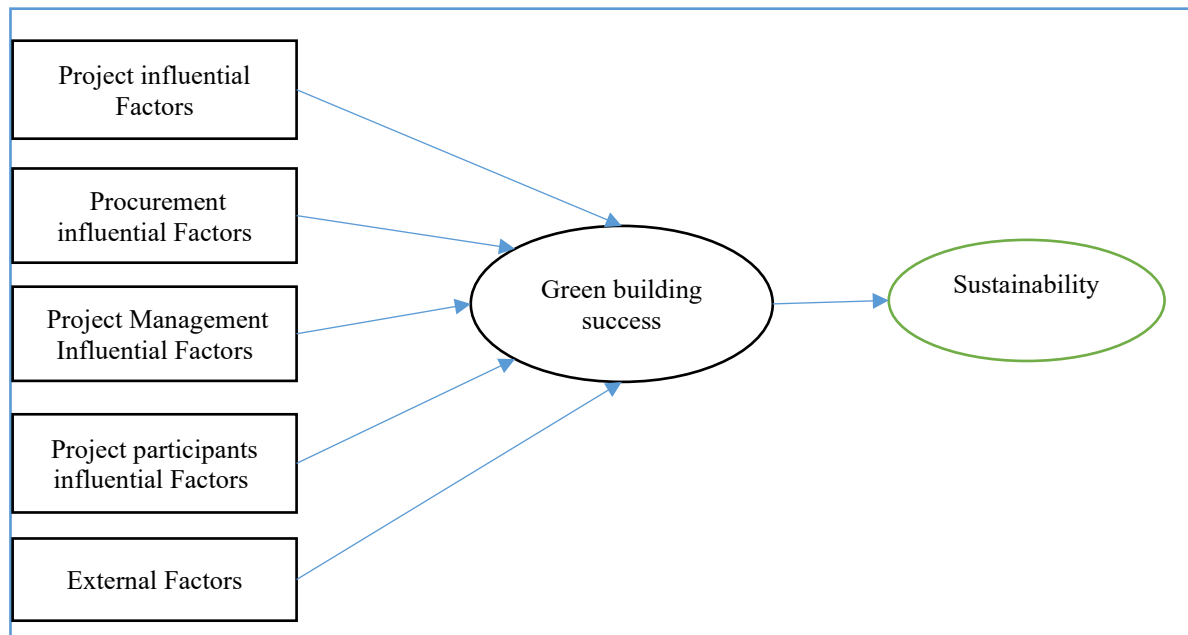 Project influential
Factors
Procurement
influential Factors
Project Management
Influential Factors
Project participants
influential Factors
External Factors
Green building
success
Sustainability